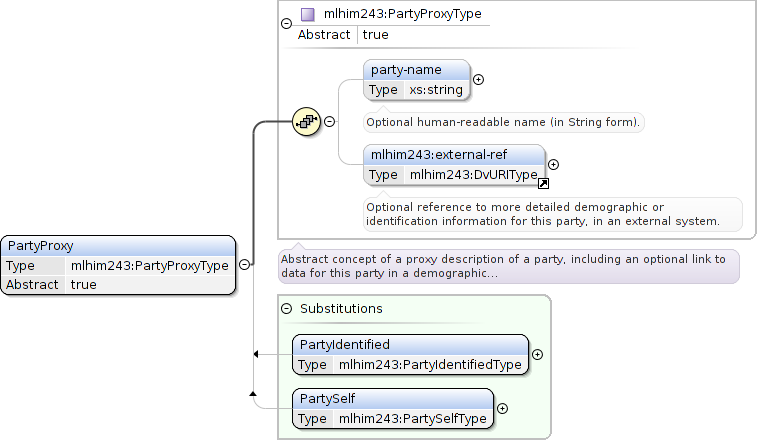 mlhim243:PartyProxyType
Abstract true
party-name
Type xs:string
Optional human-readable name (in String form).
mlhim243:external-ref
Type mlhim243:DvURIType
Optional reference to more detailed demographic or
identification information for this party, in an external system.
PartyProxy
Type mlhim243:PartyProxyType
Abstract true
Abstract concept of a proxy description of a party, including an optional link to
data for this party in a demographic...
Substitutions
PartyIdentified
Type mlhim243:PartyIdentifiedType
PartySelf
Type mlhim243:PartySelfType